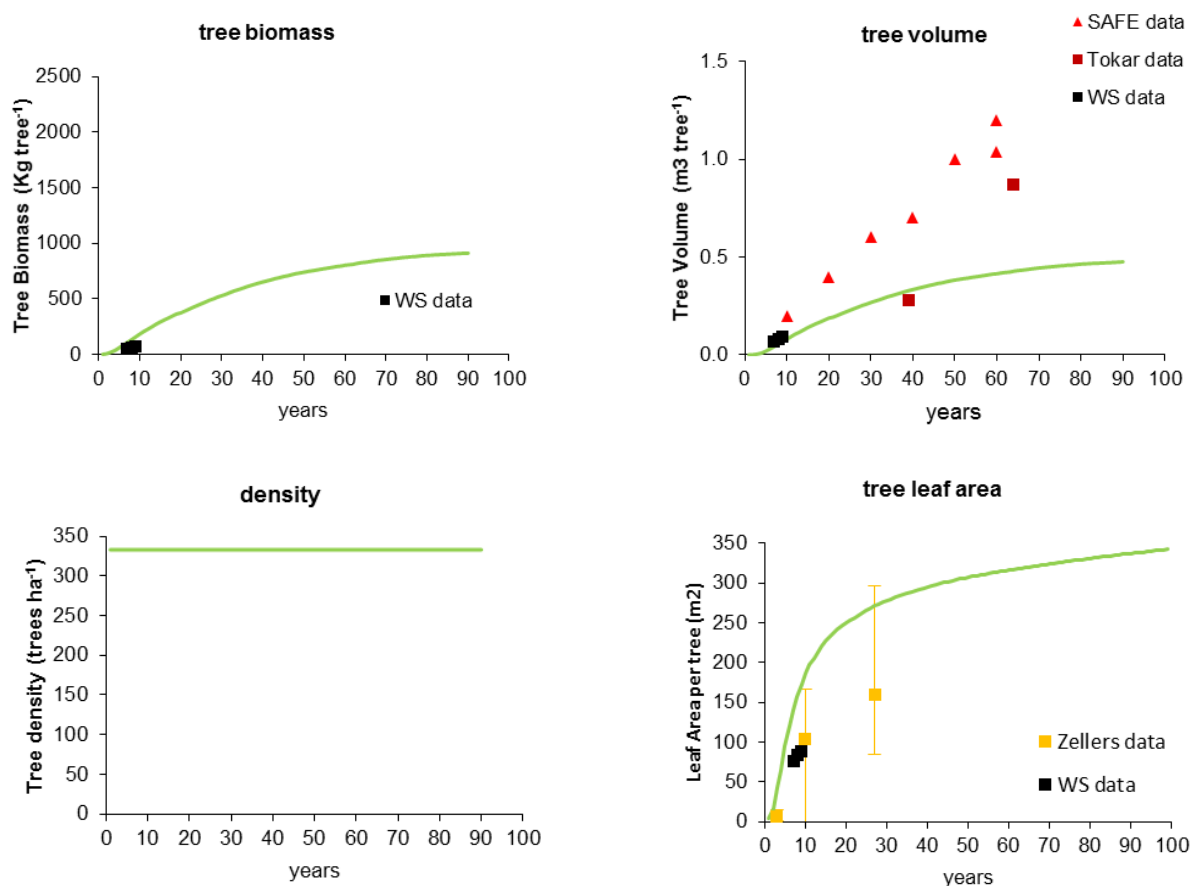 tree biomass
Tree Biomass (Kg tree-1)
2500
2000
1500
1000
500
0
WS data
0 10 20 30 40 50 60 70 80 90 100
years
tree volume
SAFE data
Tokar data
WS data
Tree Volume (m3 tree-1)
1.5
1.0
0.5
0.0
0 10 20 30 40 50 60 70 80 90 100
years
density
Tree density (trees ha-1)
350
300
250
200
150
100
50
0
0 10 20 30 40 50 60 70 80 90 100
years
tree leaf area
Leaf Area per tree (m2)
350
300
250
200
150
100
50
0
Zellers data
WS data
0 10 20 30 40 50 60 70 80 90 100
years